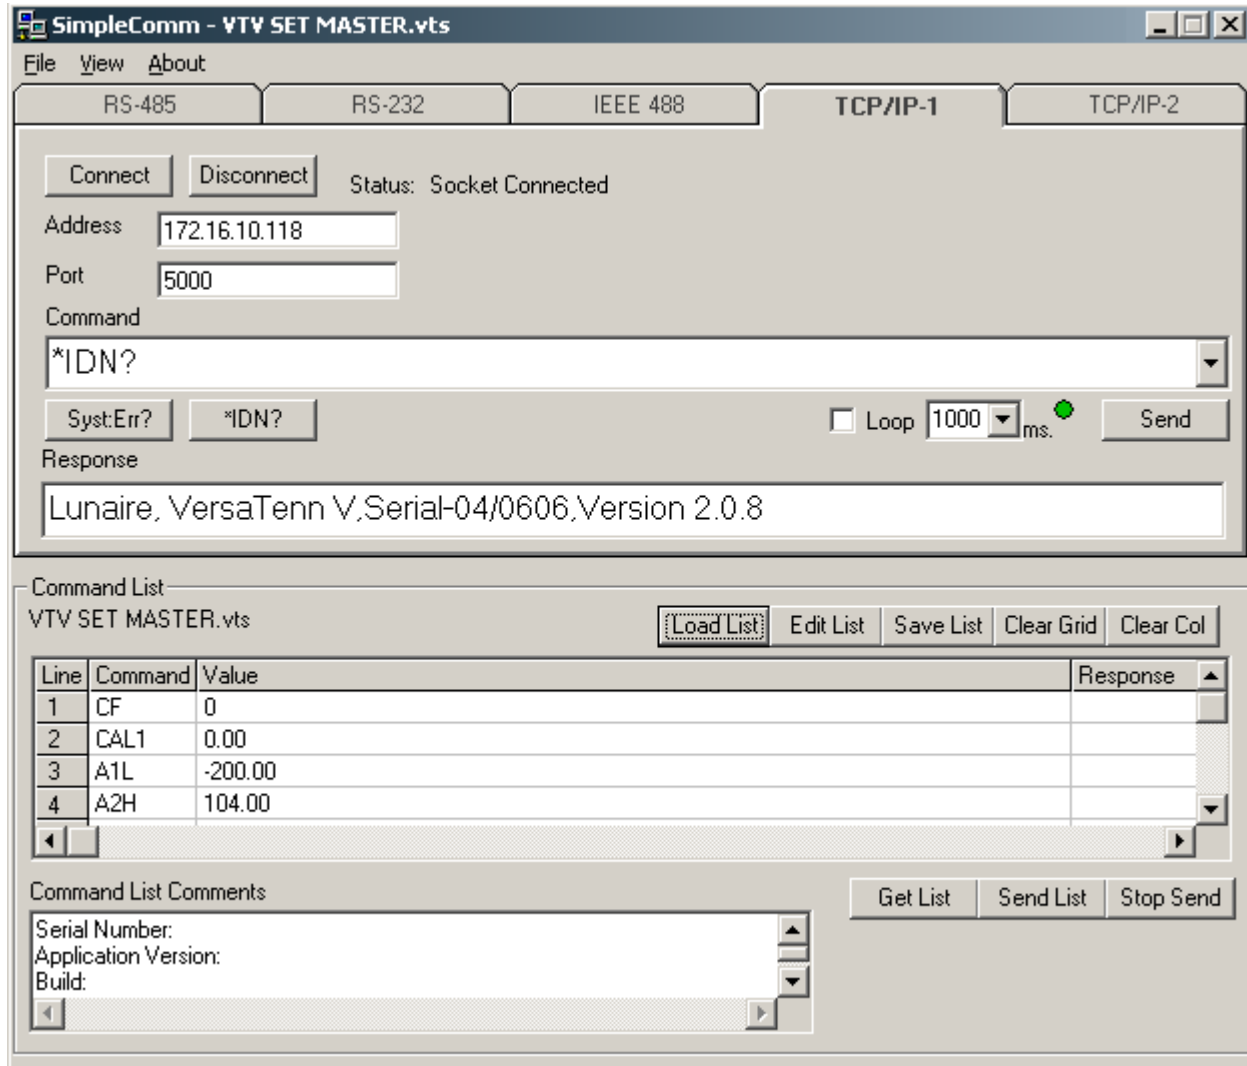 SimpleComm - VTV SET MASTER.vts
File View About
RS-485 RS-232 IEEE 488 TCP/IP-1 TCP/IP-2
Connect Disconnect Status: Socket Connected
Address 172.16.10.118
Port 5000
Command
*IDN?
Syst:Err? *IDN? Loop 1000 ms. Send
Response
Lunaire, VersaTenn V,Serial-04/0606,Version 2.0.8
Command List
VTV SET MASTER.vts Load List Edit List Save List Clear Grid Clear Col
Line Command Value Response
1 CF 0
2 CAL1 0.00
3 A1L -200.00
4 A2H 104.00
Command List Comments Get List Send List Stop Send
Serial Number:
Application Version:
Build: